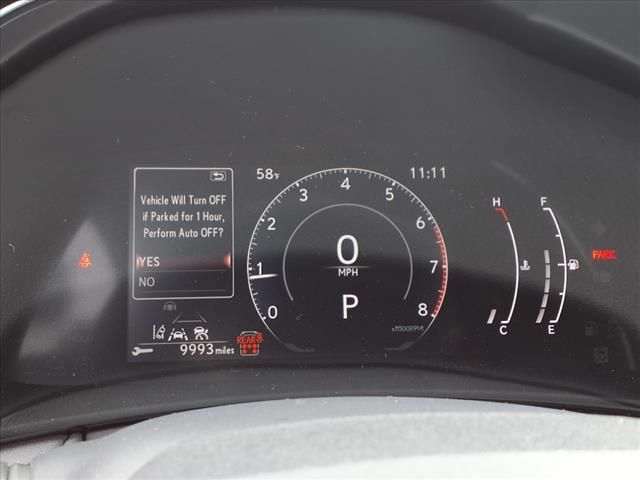 58°F
11:11
Vehicle Will Turn OFF
if Parked for 1 Hour,
Perform Auto OFF?
YES
NO
0 1 2 3 4 5 6 7 8
0
MPH
P
x1000RPM
H
C
F
E
PARK
REAR
9993 miles